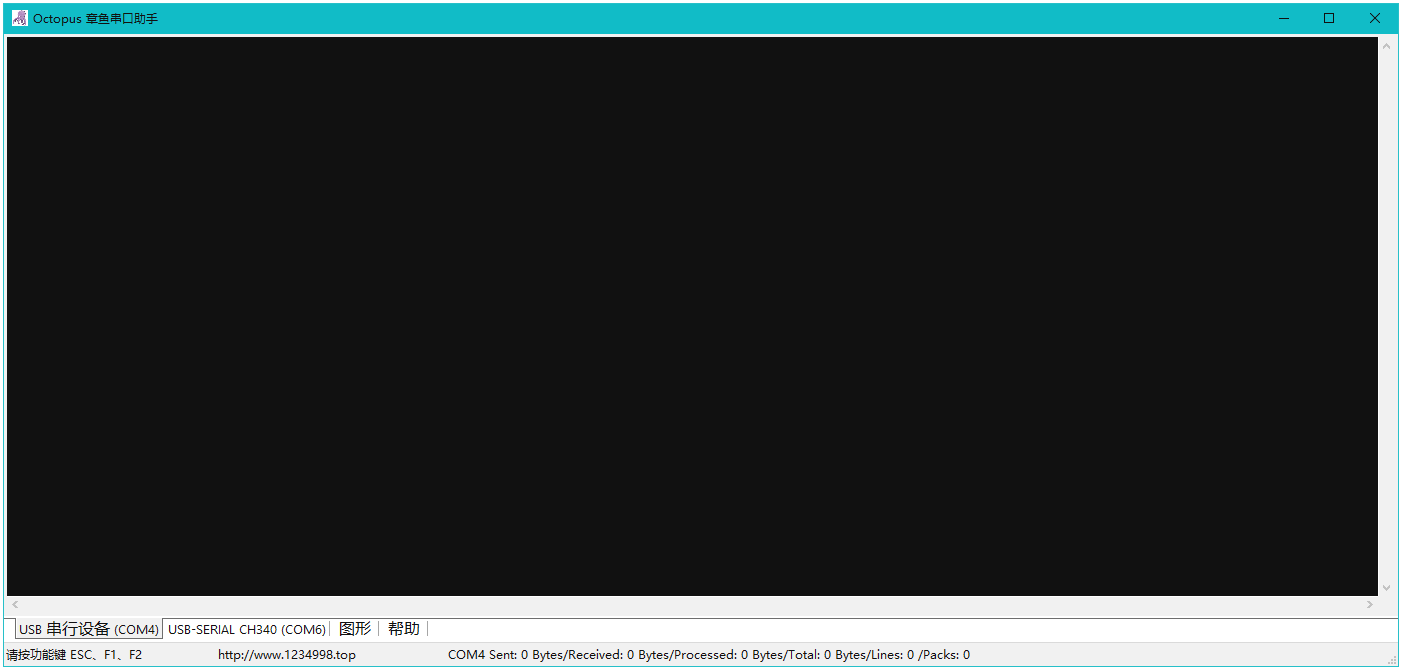 Octopus 章鱼串口助手
USB 串行设备 (COM4) USB-SERIAL CH340 (COM6) 图形 帮助
请按功能键 ESC、F1、F2 http://www.1234998.top COM4 Sent: 0 Bytes/Received: 0 Bytes/Processed: 0 Bytes/Total: 0 Bytes/Lines: 0 /Packs: 0